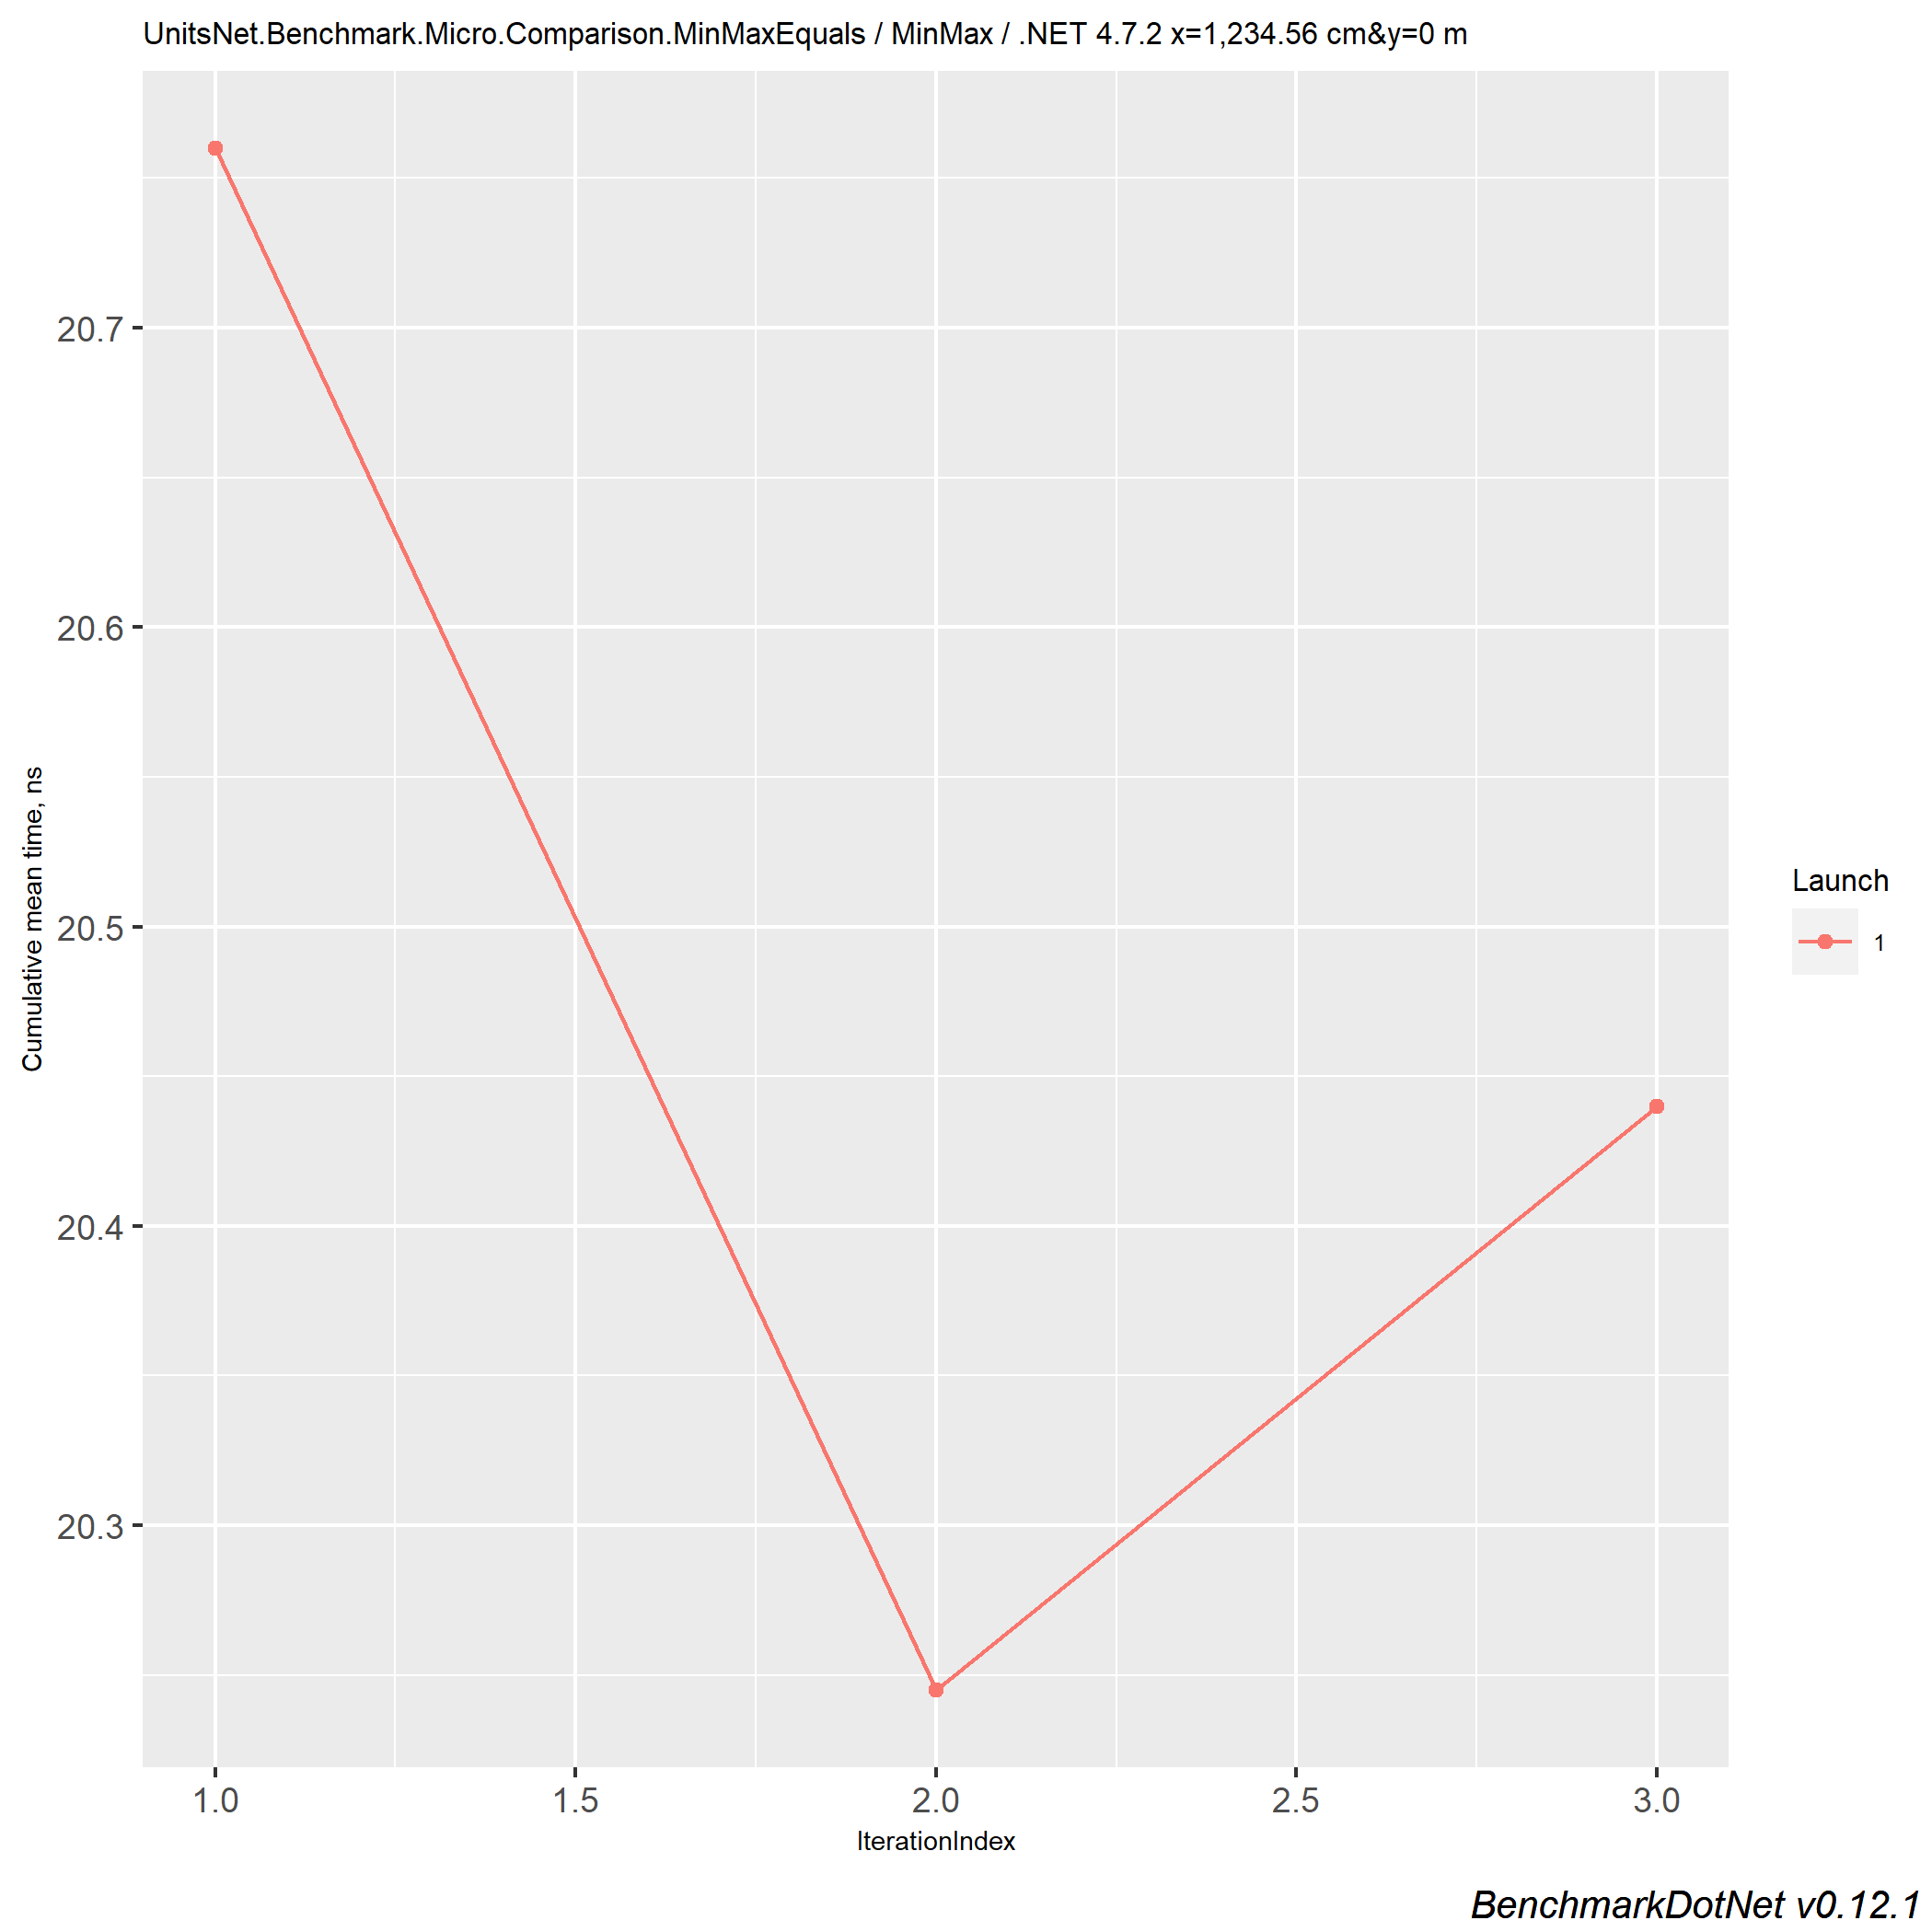 UnitsNet.Benchmark.Micro.Comparison.MinMaxEquals / MinMax / .NET 4.7.2 x=1,234.56 cm&y=0 m
20.7
20.6
20.5
20.4
20.3
Cumulative mean time, ns
1.0 1.5 2.0 2.5 3.0
IterationIndex
Launch
1
BenchmarkDotNet v0.12.1